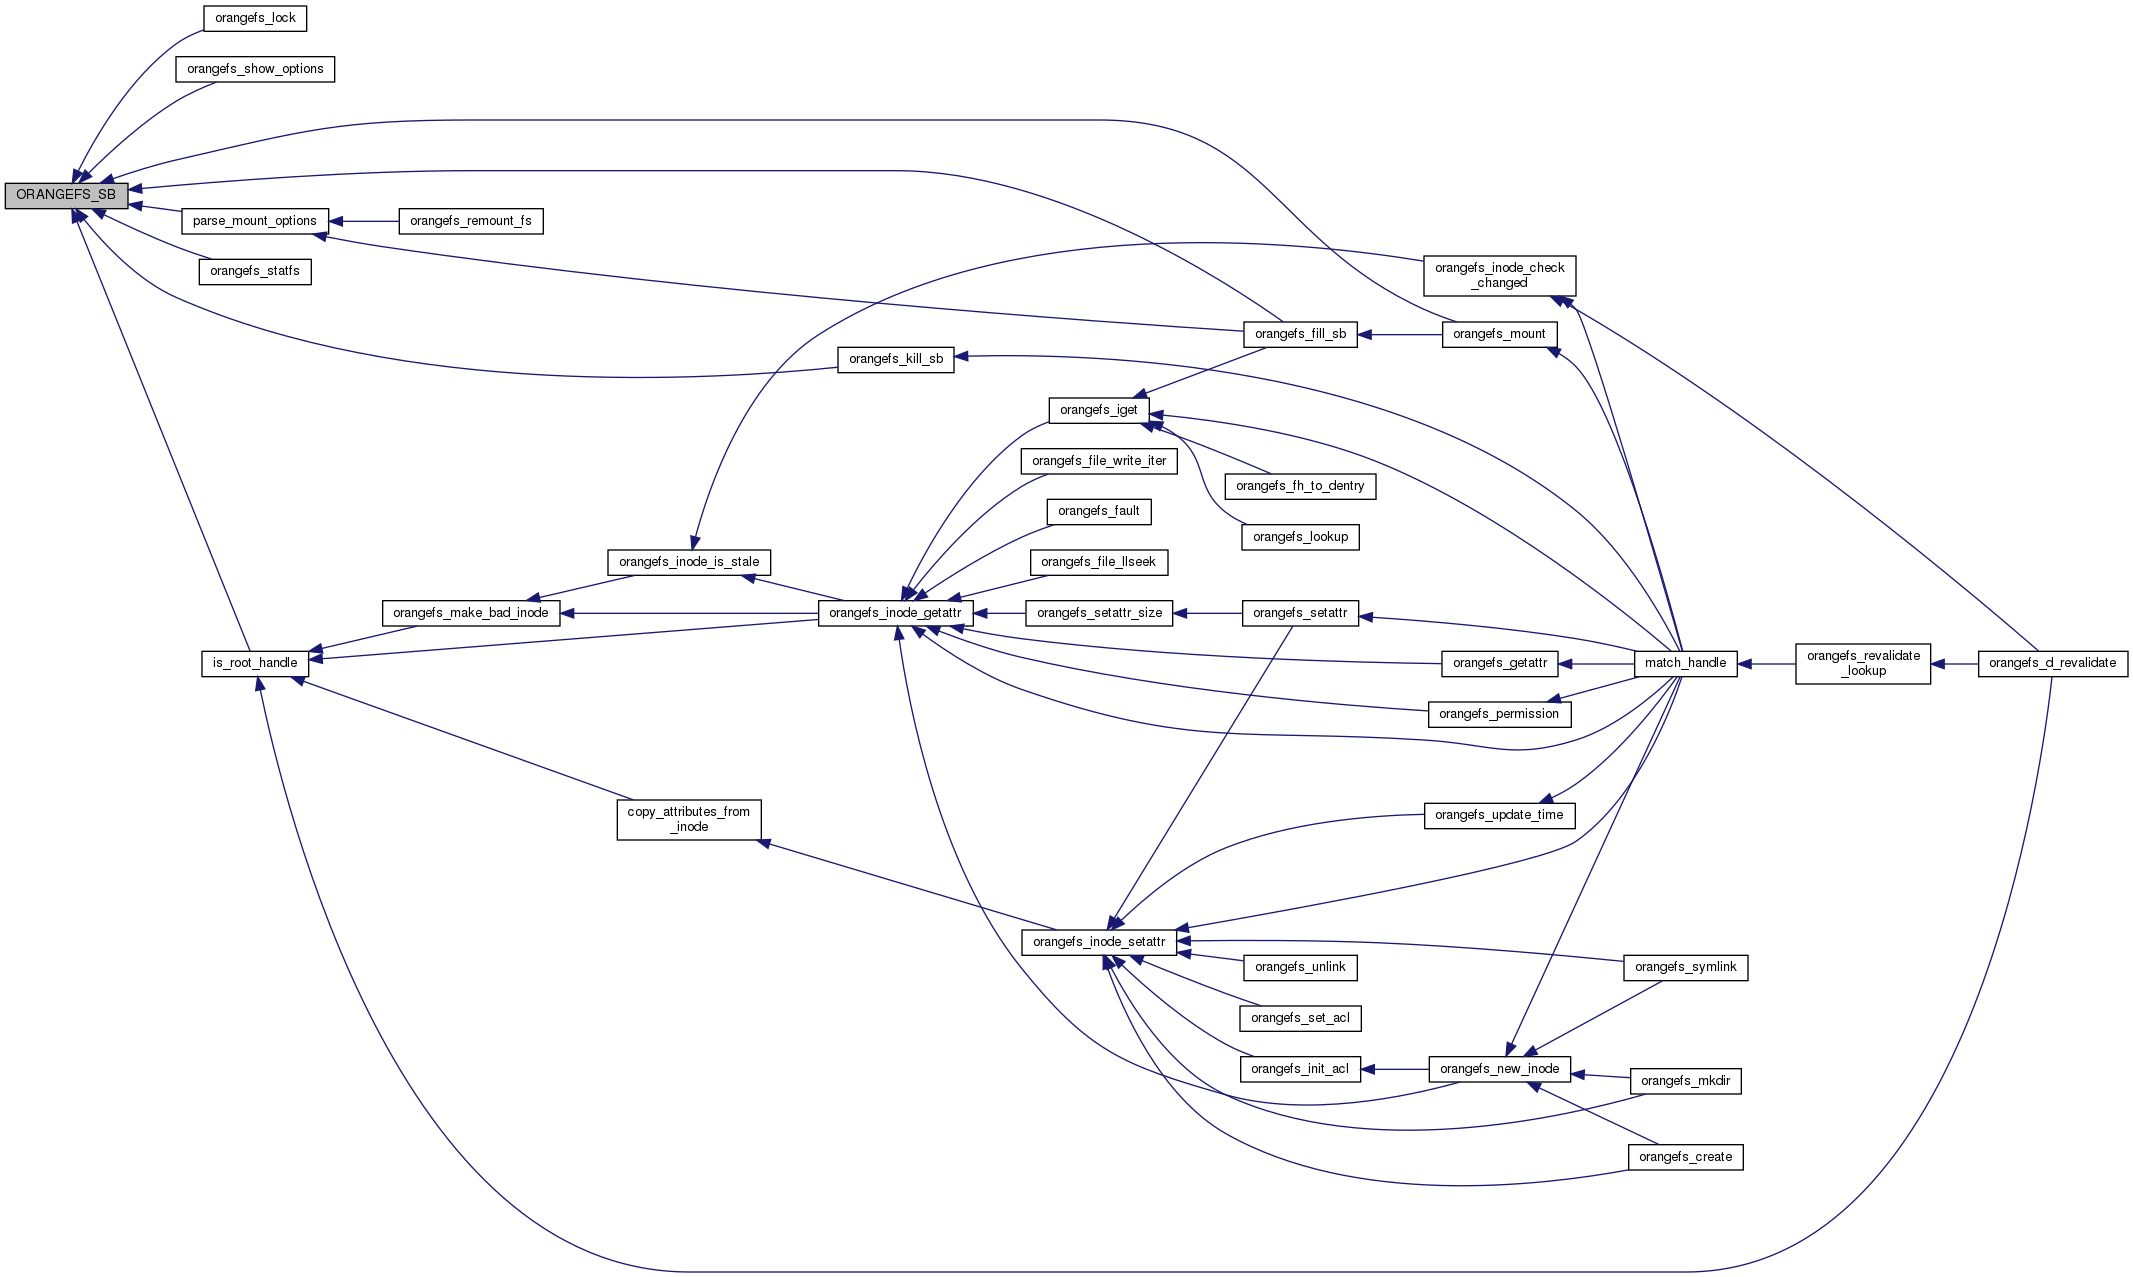 orangefs_lock
orangefs_show_options
ORANGEFS_SB
parse_mount_options
orangefs_remount_fs
orangefs_statfs
orangefs_inode_check
_changed
orangefs_fill_sb
orangefs_mount
orangefs_kill_sb
orangefs_iget
orangefs_file_write_iter
orangefs_fh_to_dentry
orangefs_fault
orangefs_lookup
orangefs_inode_is_stale
orangefs_file_llseek
orangefs_make_bad_inode
orangefs_inode_getattr
orangefs_setattr_size
orangefs_setattr
is_root_handle
orangefs_getattr
match_handle
orangefs_revalidate
_lookup
orangefs_d_revalidate
orangefs_permission
copy_attributes_from
_inode
orangefs_update_time
orangefs_inode_setattr
orangefs_unlink
orangefs_symlink
orangefs_set_acl
orangefs_init_acl
orangefs_new_inode
orangefs_mkdir
orangefs_create